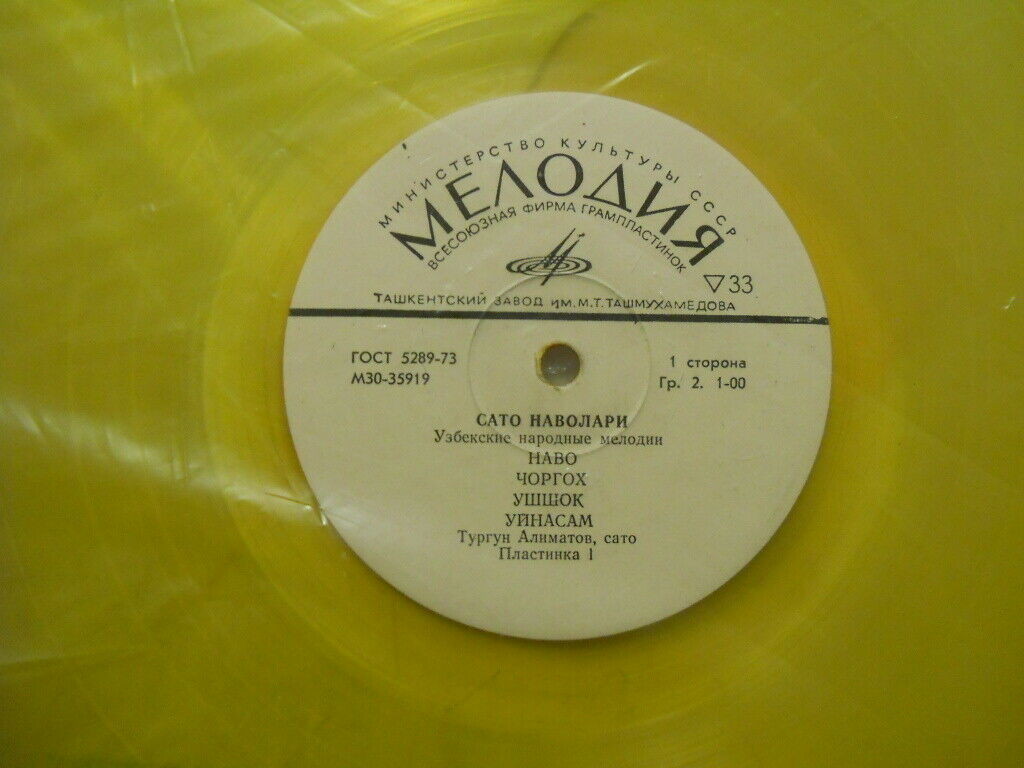 МИНИСТЕРСТВО КУЛЬТУРЫ СССР
МЕЛОДИЯ
ВСЕСОЮЗНАЯ ФИРМА ГРАМПЛАСТИНОК
▽33
ТАШКЕНТСКИЙ ЗАВОД ИМ. М.Т. ТАШМУХАМЕДОВА
ГОСТ 5289-73 1 сторона
М30-35919 Гр. 2. 1-00
САТО НАВОЛАРИ
Узбекские народные мелодии
НАВО
ЧОРГОХ
УШШОҚ
УЙНАСАМ
Тургун Алиматов, сато
Пластинка 1